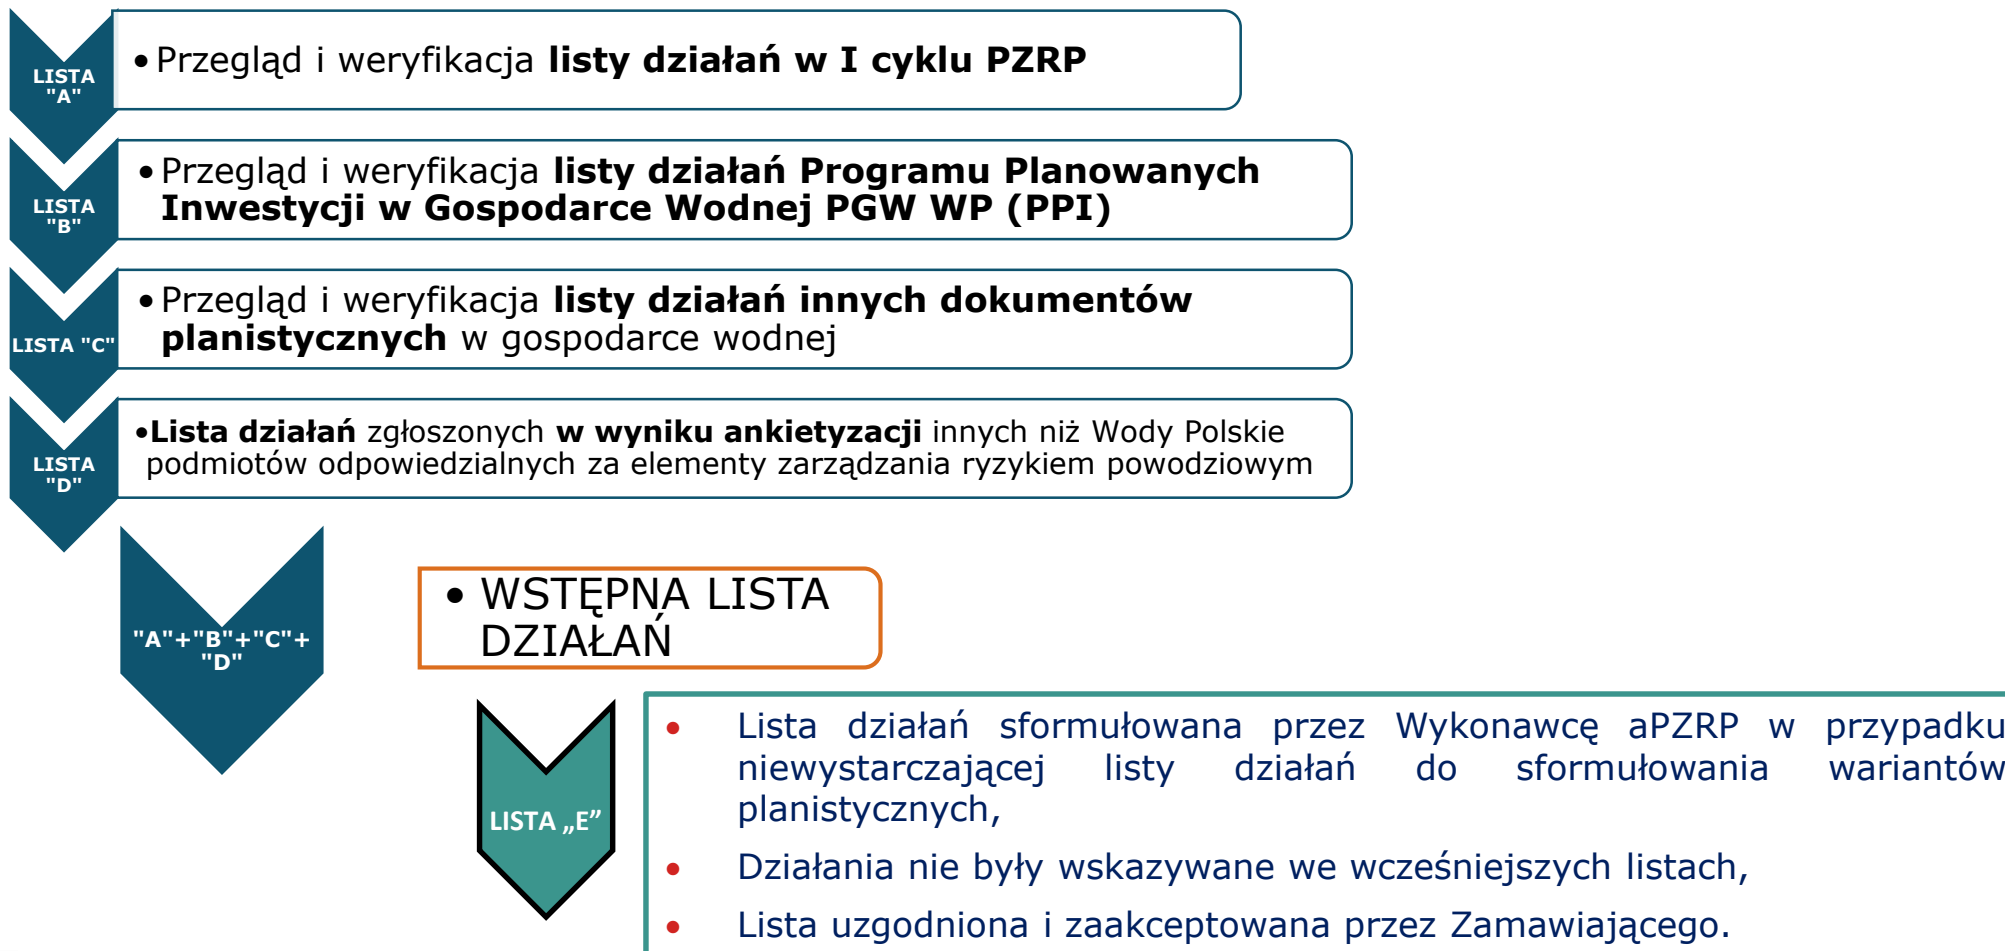 LISTA
"A"
•Przegląd i weryfikacja listy działań w I cyklu PZRP
LISTA
"B"
•Przegląd i weryfikacja listy działań Programu Planowanych
Inwestycji w Gospodarce Wodnej PGW WP (PPI)
LISTA "C"
•Przegląd i weryfikacja listy działań innych dokumentów
planistycznych w gospodarce wodnej
LISTA
"D"
•Lista działań zgłoszonych w wyniku ankietyzacji innych niż Wody Polskie
podmiotów odpowiedzialnych za elementy zarządzania ryzykiem powodziowym
"A"+"B"+"C"+
"D"
• WSTĘPNA LISTA
DZIAŁAŃ
LISTA „E”
• Lista działań sformułowana przez Wykonawcę aPZRP w przypadku
niewystarczającej listy działań do sformułowania wariantów
planistycznych,
• Działania nie były wskazywane we wcześniejszych listach,
• Lista uzgodniona i zaakceptowana przez Zamawiającego.